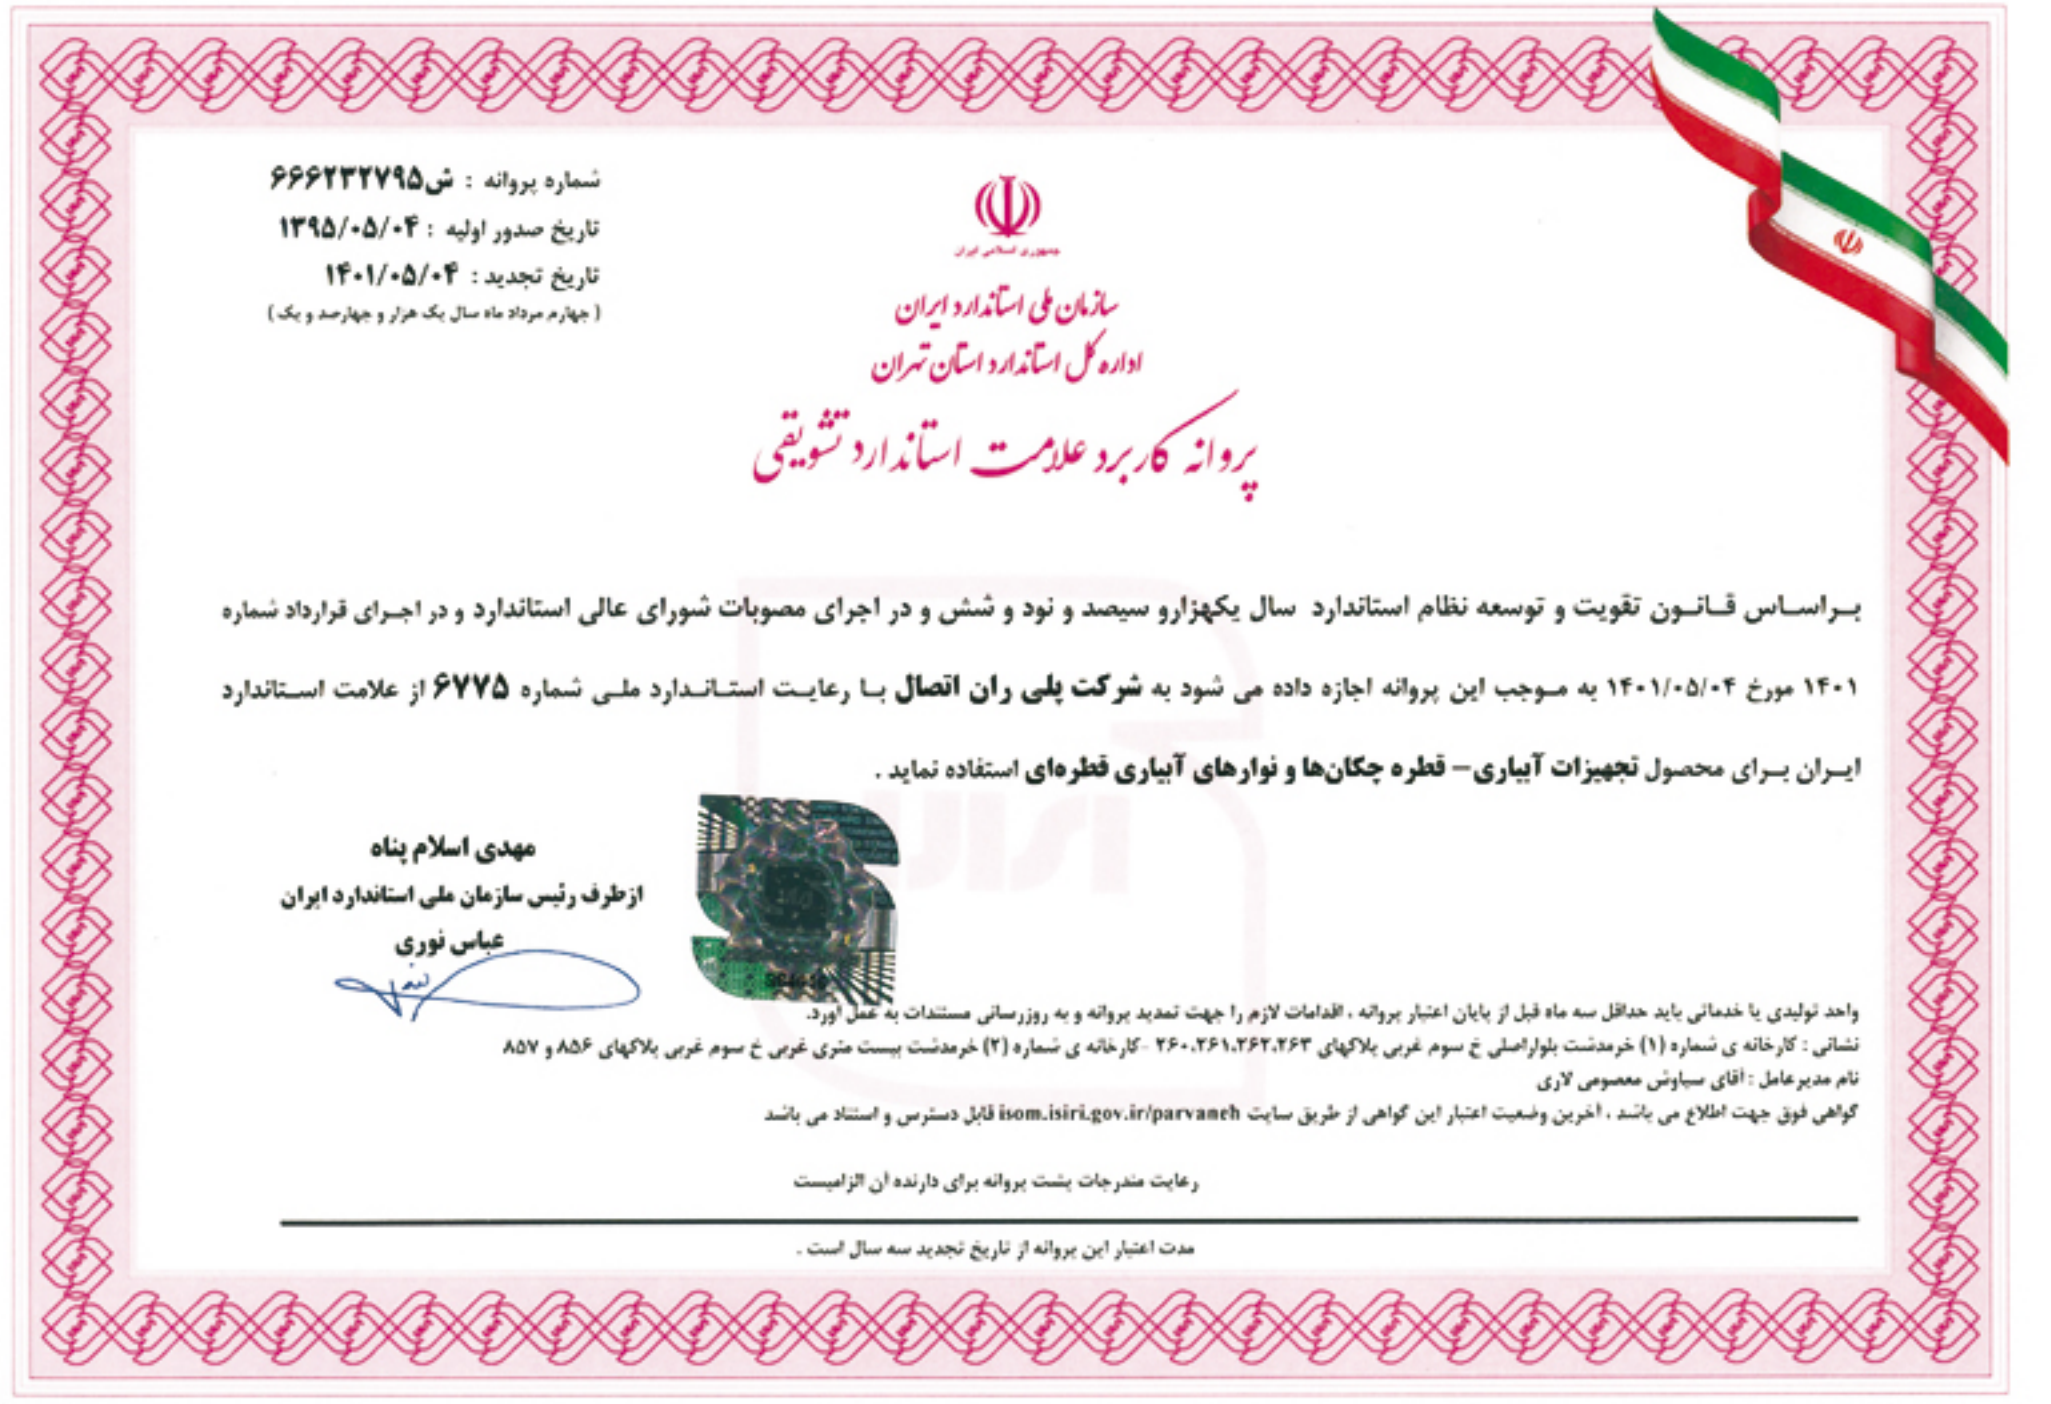 شماره پروانه : ش۶۶۶۲۳۲۷۹۵
تاریخ صدور اولیه : ۱۳۹۵/۰۵/۰۴
تاریخ تجدید : ۱۴۰۱/۰۵/۰۴
( چهارم مرداد ماه سال یک هزار و چهارصد و یک )
جمهوری اسلامی ایران
سازمان ملی استاندارد ایران
اداره کل استاندارد استان تهران
پروانه کاربرد علامت استاندارد تشویقی
براساس قانون تقویت و توسعه نظام استاندارد سال یکهزارو سیصد و نود و شش و در اجرای مصوبات شورای عالی استاندارد و در اجرای قرارداد شماره
۱۴۰۱ مورخ ۱۴۰۱/۰۵/۰۴ به موجب این پروانه اجازه داده می شود به شرکت پلی ران اتصال با رعایت استاندارد ملی شماره ۶۷۷۵ از علامت استاندارد
ایران برای محصول تجهیزات آبیاری– قطره چکان‌ها و نوارهای آبیاری قطره‌ای استفاده نماید .
مهدی اسلام پناه
ازطرف رئیس سازمان ملی استاندارد ایران
عباس نوری
واحد تولیدی یا خدماتی باید حداقل سه ماه قبل از پایان اعتبار پروانه ، اقدامات لازم را جهت تمدید پروانه و به روزرسانی مستندات به عمل آورد.
نشانی : کارخانه ی شماره (۱) خرمدشت بلواراصلی خ سوم غربی پلاکهای ۲۶۰،۲۶۱،۲۶۲،۲۶۳ -کارخانه ی شماره (۲) خرمدشت بیست متری غربی خ سوم غربی پلاکهای ۸۵۶ و ۸۵۷
نام مدیرعامل : آقای سیاوش معصومی لاری
گواهی فوق جهت اطلاع می باشد ، آخرین وضعیت اعتبار این گواهی از طریق سایت isom.isiri.gov.ir/parvaneh قابل دسترس و استناد می باشد
رعایت مندرجات پشت پروانه برای دارنده آن الزامیست
مدت اعتبار این پروانه از تاریخ تجدید سه سال است .